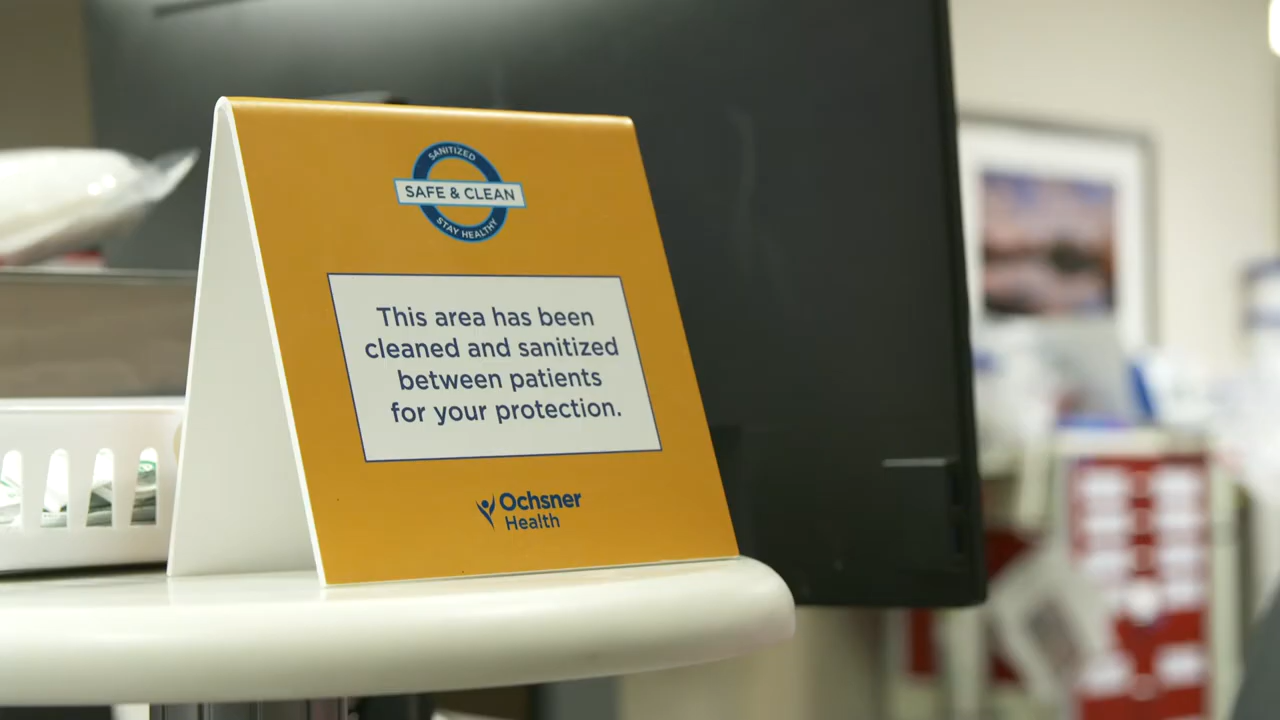 SANITIZED
SAFE & CLEAN
STAY HEALTHY
This area has been
cleaned and sanitized
between patients
for your protection.
Ochsner
Health